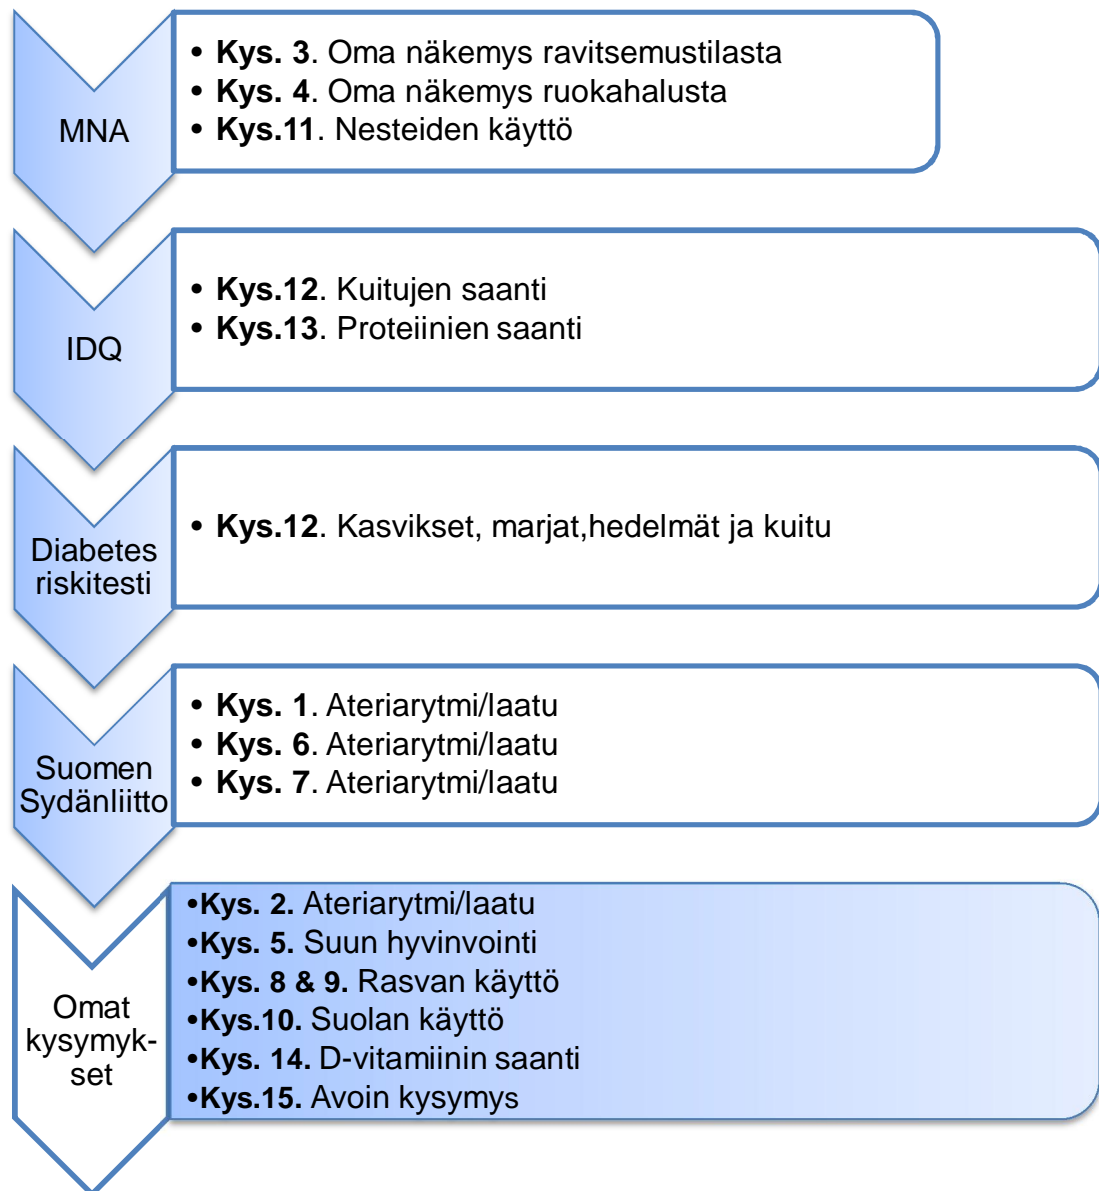 MNA
• Kys. 3. Oma näkemys ravitsemustilasta
• Kys. 4. Oma näkemys ruokahalusta
• Kys.11. Nesteiden käyttö
IDQ
• Kys.12. Kuitujen saanti
• Kys.13. Proteiinien saanti
Diabetes
riskitesti
• Kys.12. Kasvikset, marjat,hedelmät ja kuitu
Suomen
Sydänliitto
• Kys. 1. Ateriarytmi/laatu
• Kys. 6. Ateriarytmi/laatu
• Kys. 7. Ateriarytmi/laatu
Omat
kysymyk-
set
•Kys. 2. Ateriarytmi/laatu
•Kys. 5. Suun hyvinvointi
•Kys. 8 & 9. Rasvan käyttö
•Kys.10. Suolan käyttö
•Kys. 14. D-vitamiinin saanti
•Kys.15. Avoin kysymys